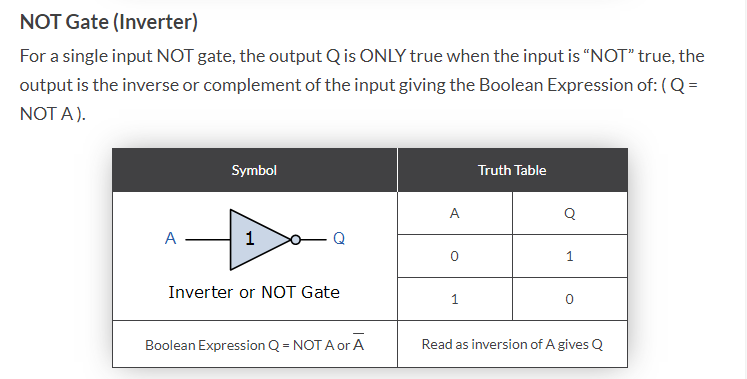 NOT Gate (Inverter)
For a single input NOT gate, the output Q is ONLY true when the input is “NOT” true, the
output is the inverse or complement of the input giving the Boolean Expression of: ( Q =
NOT A ).
Symbol Truth Table
A 1 Q
Inverter or NOT Gate
A Q
0 1
1 0
Boolean Expression Q = NOT A or A̅
Read as inversion of A gives Q